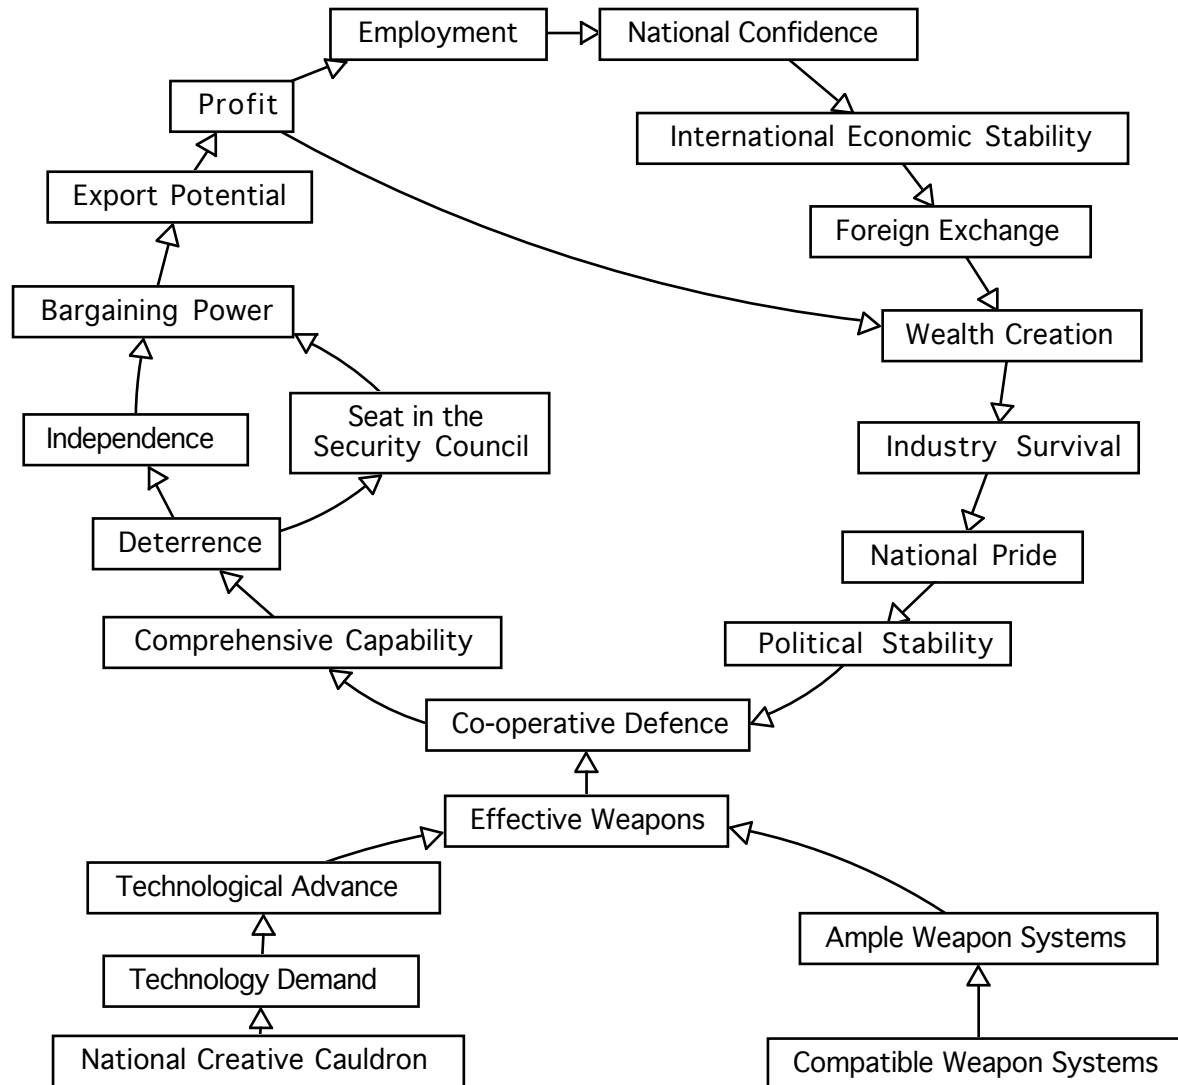 Employment
National Confidence
Profit
International Economic Stability
Export Potential
Foreign Exchange
Bargaining Power
Wealth Creation
Independence
Seat in the
Security Council
Industry Survival
Deterrence
National Pride
Comprehensive Capability
Political Stability
Co-operative Defence
Effective Weapons
Technological Advance
Ample Weapon Systems
Technology Demand
National Creative Cauldron
Compatible Weapon Systems